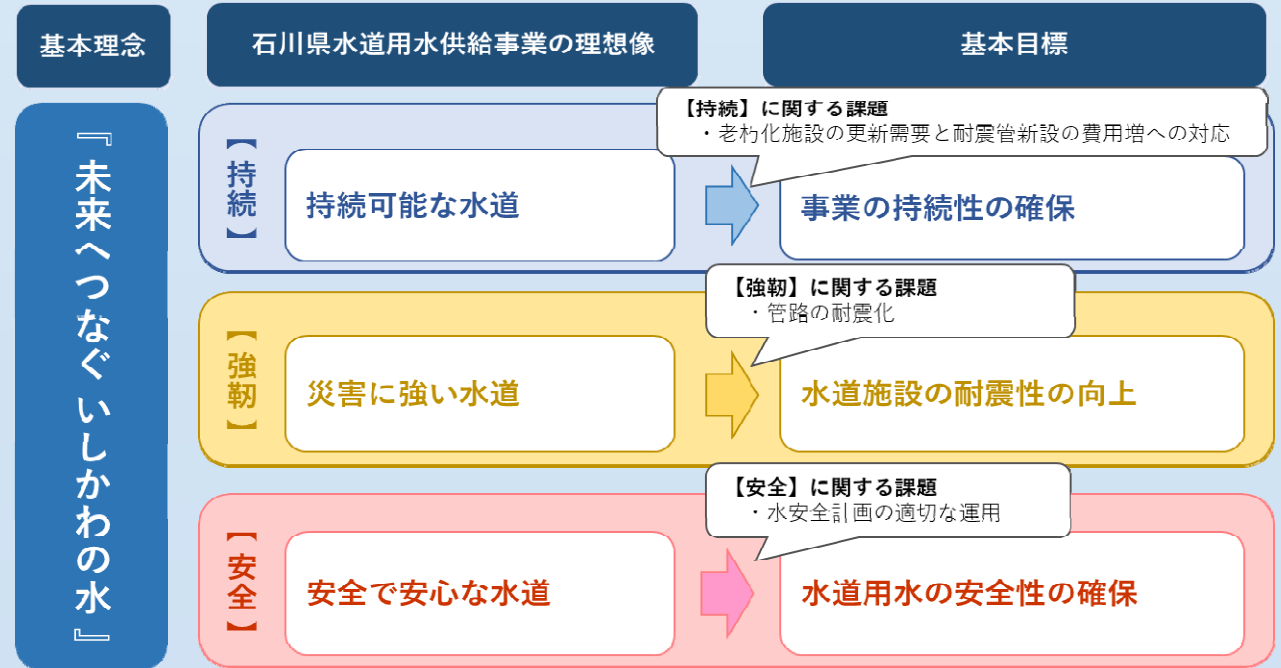 基本理念
石川県水道用水供給事業の理想像
基本目標
『未来へつなぐ いしかわの水』
【持続】
持続可能な水道
【持続】に関する課題
・老朽化施設の更新需要と耐震管新設の費用増への対応
事業の持続性の確保
【強靭】
災害に強い水道
【強靭】に関する課題
・管路の耐震化
水道施設の耐震性の向上
【安全】
安全で安心な水道
【安全】に関する課題
・水安全計画の適切な運用
水道用水の安全性の確保